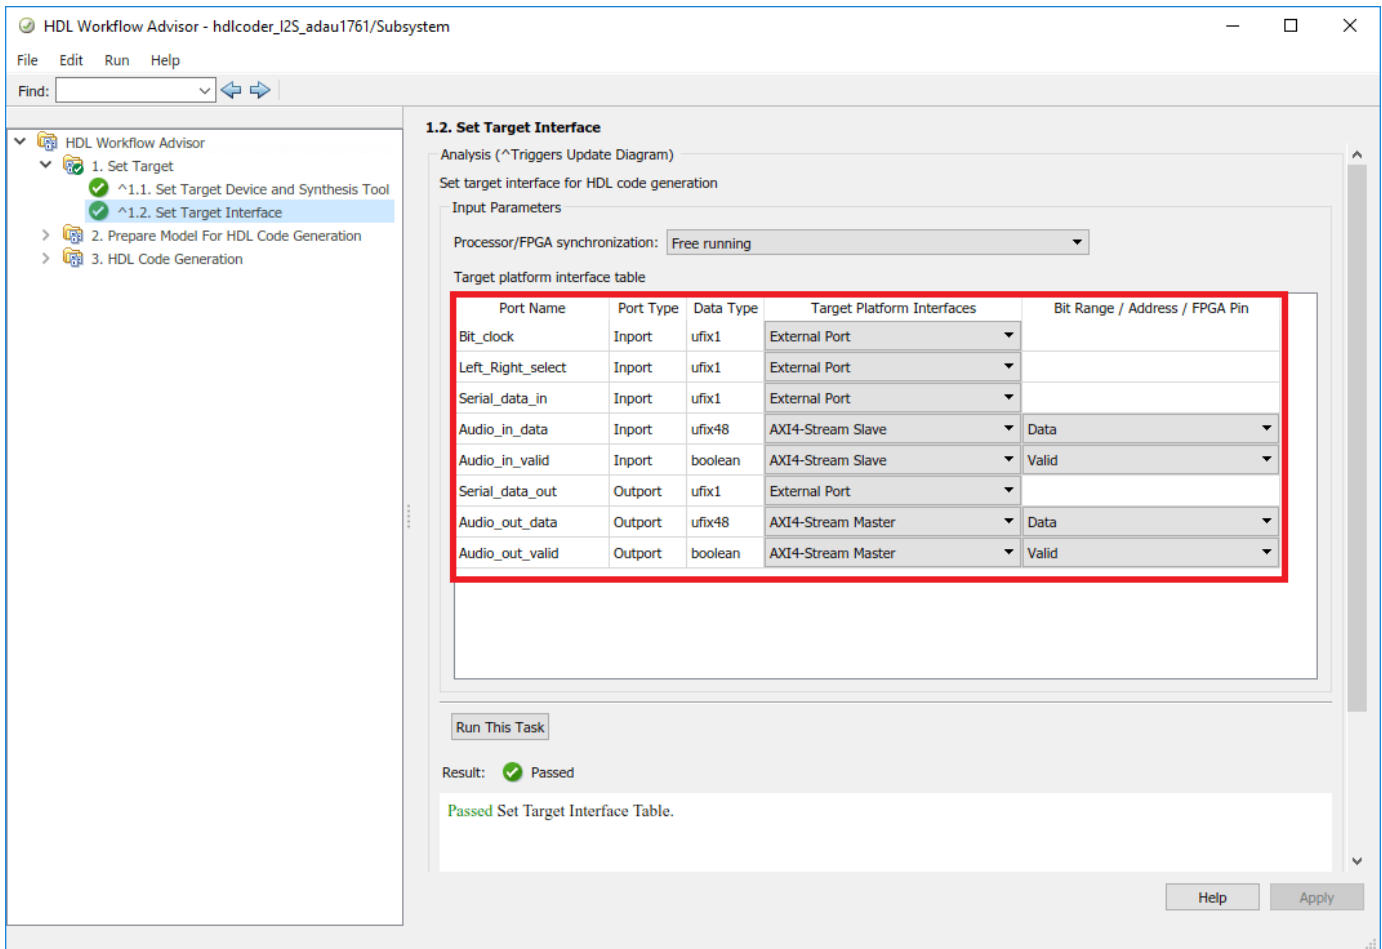 HDL Workflow Advisor - hdlcoder_I2S_adau1761/Subsystem
File Edit Run Help
Find:
HDL Workflow Advisor
1. Set Target
^1.1. Set Target Device and Synthesis Tool
^1.2. Set Target Interface
2. Prepare Model For HDL Code Generation
3. HDL Code Generation
1.2. Set Target Interface
Analysis (^Triggers Update Diagram)
Set target interface for HDL code generation
Input Parameters
Processor/FPGA synchronization: Free running
Target platform interface table
Port Name Port Type Data Type Target Platform Interfaces Bit Range / Address / FPGA Pin
Bit_clock Inport ufix1 External Port
Left_Right_select Inport ufix1 External Port
Serial_data_in Inport ufix1 External Port
Audio_in_data Inport ufix48 AXI4-Stream Slave Data
Audio_in_valid Inport boolean AXI4-Stream Slave Valid
Serial_data_out Outport ufix1 External Port
Audio_out_data Outport ufix48 AXI4-Stream Master Data
Audio_out_valid Outport boolean AXI4-Stream Master Valid
Run This Task
Result: Passed
Passed Set Target Interface Table.
Help Apply